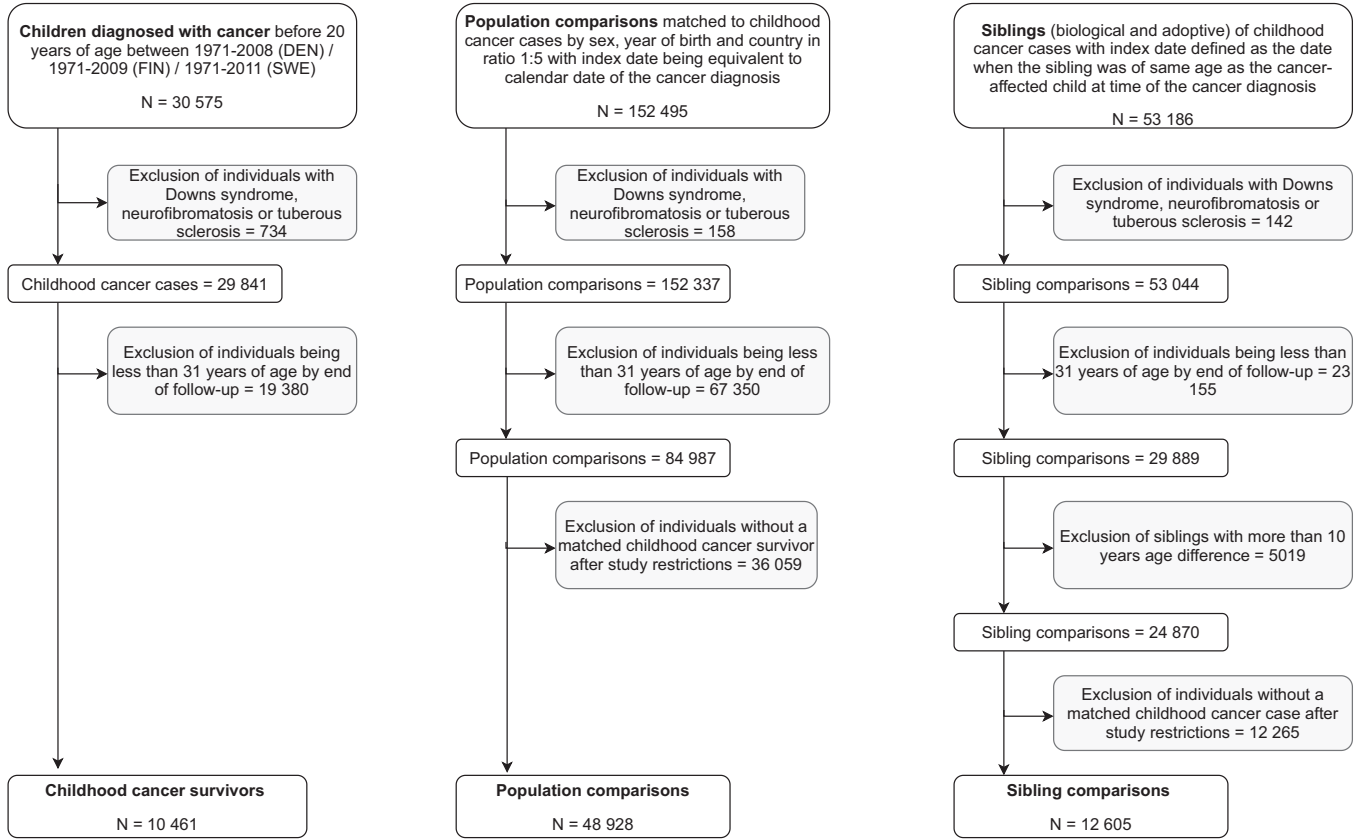 Children diagnosed with cancer before 20
years of age between 1971-2008 (DEN) /
1971-2009 (FIN) / 1971-2011 (SWE)
N = 30 575
Exclusion of individuals with
Downs syndrome,
neurofibromatosis or tuberous
sclerosis = 734
Childhood cancer cases = 29 841
Exclusion of individuals being
less than 31 years of age by end
of follow-up = 19 380
Childhood cancer survivors
N = 10 461
Population comparisons matched to childhood
cancer cases by sex, year of birth and country in
ratio 1:5 with index date being equivalent to
calendar date of the cancer diagnosis
N = 152 495
Exclusion of individuals with
Downs syndrome,
neurofibromatosis or tuberous
sclerosis = 158
Population comparisons = 152 337
Exclusion of individuals being less
than 31 years of age by end of
follow-up = 67 350
Population comparisons = 84 987
Exclusion of individuals without a
matched childhood cancer survivor
after study restrictions = 36 059
Population comparisons
N = 48 928
Siblings (biological and adoptive) of childhood
cancer cases with index date defined as the date
when the sibling was of same age as the cancer-
affected child at time of the cancer diagnosis
N = 53 186
Exclusion of individuals with Downs
syndrome, neurofibromatosis or
tuberous sclerosis = 142
Sibling comparisons = 53 044
Exclusion of individuals being less than
31 years of age by end of follow-up = 23
155
Sibling comparisons = 29 889
Exclusion of siblings with more than 10
years age difference = 5019
Sibling comparisons = 24 870
Exclusion of individuals without a
matched childhood cancer case after
study restrictions = 12 265
Sibling comparisons
N = 12 605